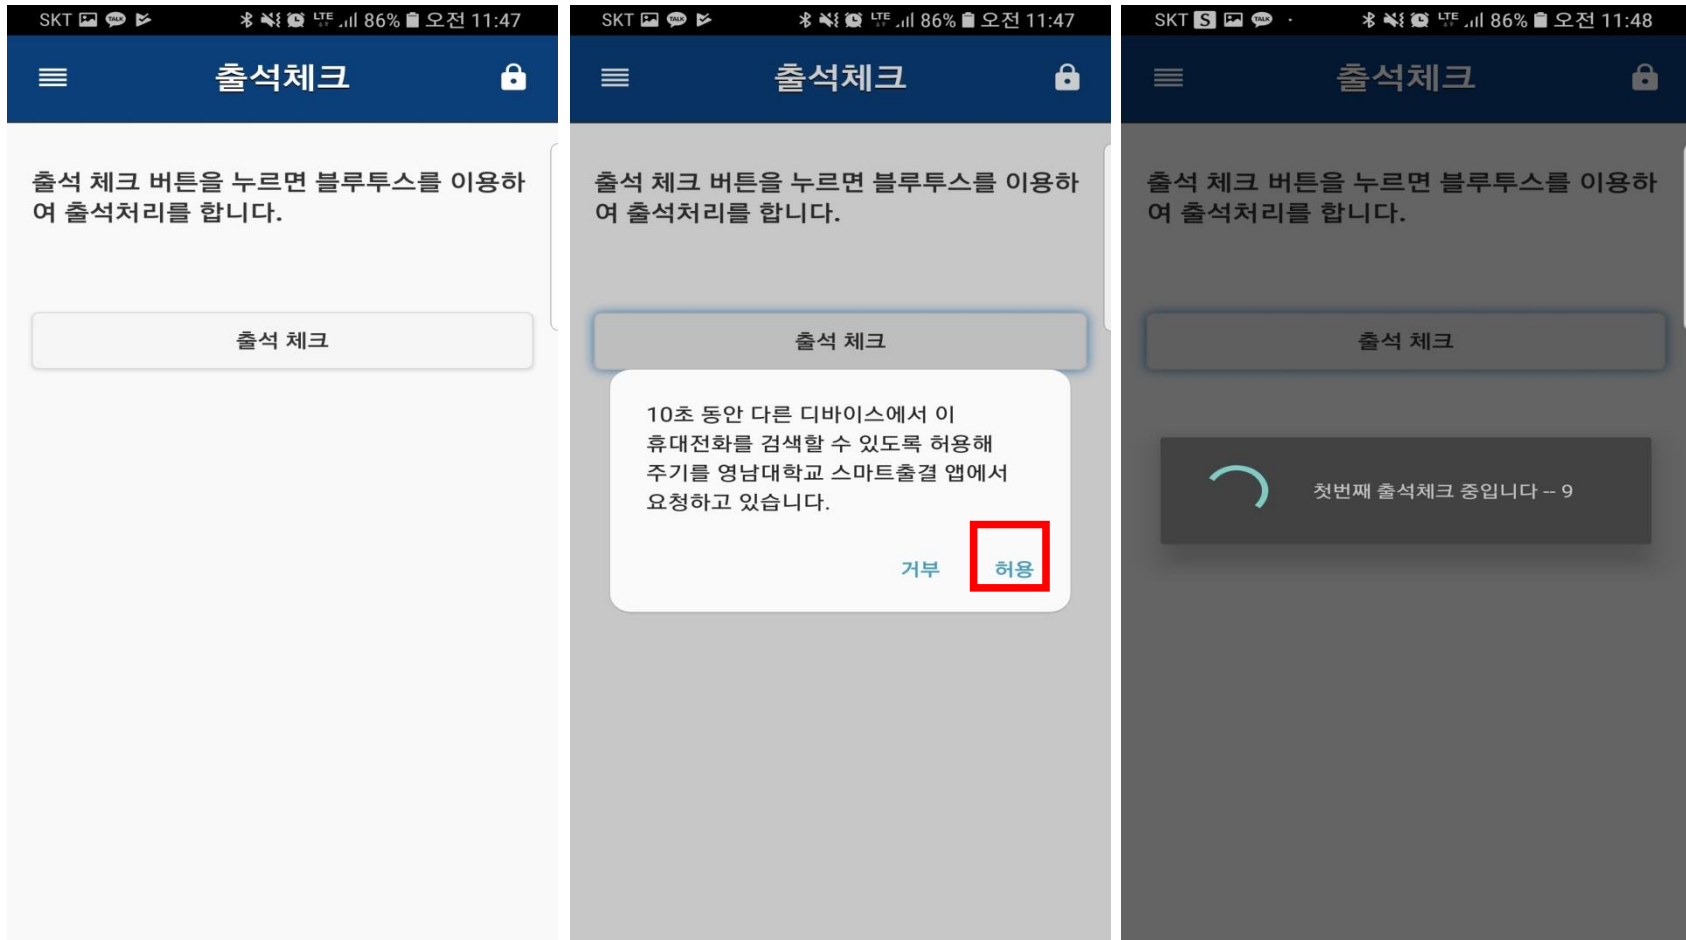 SKT TALK LTE 86% 오전 11:47
출석체크
출석 체크 버튼을 누르면 블루투스를 이용하
여 출석처리를 합니다.
출석 체크
SKT TALK LTE 86% 오전 11:47
출석체크
출석 체크 버튼을 누르면 블루투스를 이용하
여 출석처리를 합니다.
출석 체크
10초 동안 다른 디바이스에서 이
휴대전화를 검색할 수 있도록 허용해
주기를 영남대학교 스마트출결 앱에서
요청하고 있습니다.
거부 허용
SKT S TALK · LTE 86% 오전 11:48
출석체크
출석 체크 버튼을 누르면 블루투스를 이용하
여 출석처리를 합니다.
출석 체크
첫번째 출석체크 중입니다 -- 9